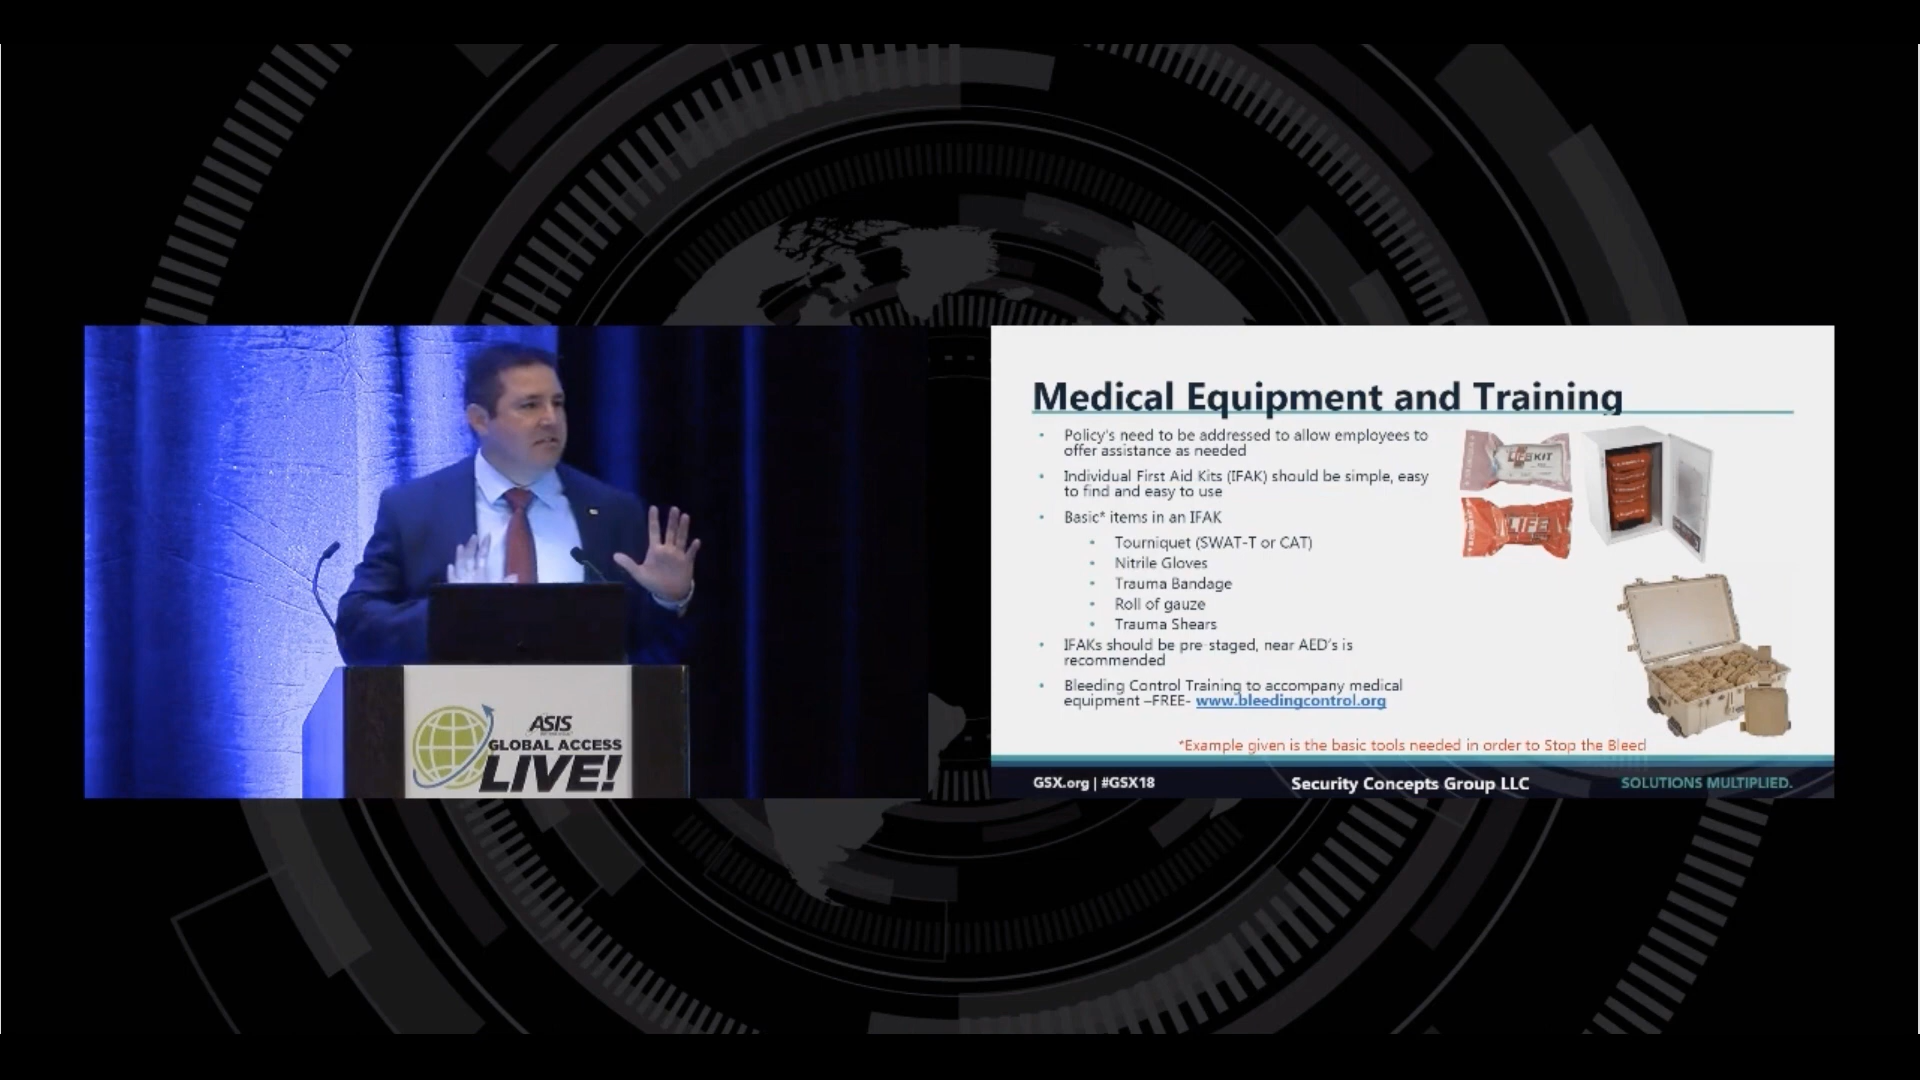 Medical Equipment and Training
• Policy's need to be addressed to allow employees to
offer assistance as needed
• Individual First Aid Kits (IFAK) should be simple, easy
to find and easy to use
• Basic* items in an IFAK
• Tourniquet (SWAT-T or CAT)
• Nitrile Gloves
• Trauma Bandage
• Roll of gauze
• Trauma Shears
• IFAKs should be pre-staged, near AED's is
recommended
• Bleeding Control Training to accompany medical
equipment –FREE- www.bleedingcontrol.org
*Example given is the basic tools needed in order to Stop the Bleed
GSX.org | #GSX18
Security Concepts Group LLC
SOLUTIONS MULTIPLIED.
LIFE KIT
LIFE
ASIS
GLOBAL ACCESS
LIVE!